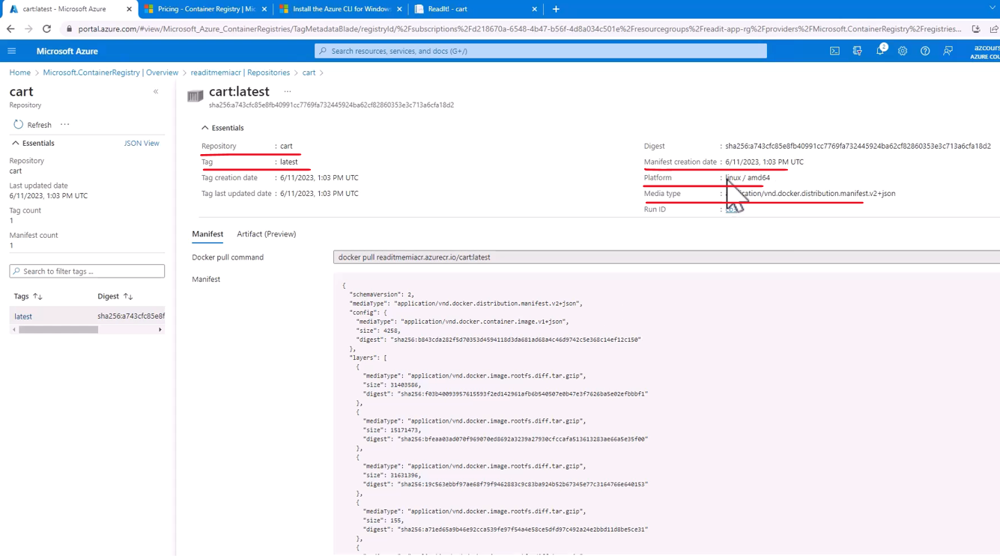 cart:latest - Microsoft Azure
Pricing - Container Registry | Mic
Install the Azure CLI for Windows
ReadIt! - cart
portal.azure.com/#view/Microsoft_Azure_ContainerRegistries/TagMetadataBlade/registryId/%2Fsubscriptions%2Fd218670a-6548-4b47-b56f-4d8a034c501e%2Fresourcegroups%2Freadit-app-rg%2Fproviders%2FMicrosoft.ContainerRegistry%2Fregistries...
Microsoft Azure
Search resources, services, and docs (G+/)
2
azcours
AZURE COU
Home > Microsoft.ContainerRegistry | Overview > readitmemiacr | Repositories > cart >
cart
Repository
«
cart:latest ...
sha256:a743cfc85e8fb40991cc7769fa732445924ba62cf82860353e3c713a6cfa18d2
Refresh ...
Essentials
JSON View
Repository
cart
Last updated date
6/11/2023, 1:03 PM UTC
Tag count
1
Manifest count
1
Search to filter tags ...
Tags ↑↓ Digest ↑↓
latest sha256:a743cfc85e8f
Essentials
Repository : cart
Tag : latest
Tag creation date : 6/11/2023, 1:03 PM UTC
Tag last updated date : 6/11/2023, 1:03 PM UTC
Digest : sha256:a743cfc85e8fb40991cc7769fa732445924ba62cf82860353e3c713a6cfa18d2
Manifest creation date : 6/11/2023, 1:03 PM UTC
Platform : linux / amd64
Media type : /vnd.docker.distribution.manifest.v2+json
Run ID :
Manifest Artifact (Preview)
Docker pull command
docker pull readitmemiacr.azurecr.io/cart:latest
Manifest
{
"schemaVersion": 2,
"mediaType": "application/vnd.docker.distribution.manifest.v2+json",
"config": {
"mediaType": "application/vnd.docker.container.image.v1+json",
"size": 4258,
"digest": "sha256:b843cda282f5d70353d4594118d3da681ad68a4c46d9742c5e368c14ef12c150"
},
"layers": [
{
"mediaType": "application/vnd.docker.image.rootfs.diff.tar.gzip",
"size": 31403586,
"digest": "sha256:f03b40093957615593f2ed142961afb6b540507e0b47e3f7626ba5e02efbbbf1"
},
{
"mediaType": "application/vnd.docker.image.rootfs.diff.tar.gzip",
"size": 15171473,
"digest": "sha256:bfeaa03ad070f969070ed8692a3239a27930cfccafa513613283ae66a5e35f00"
},
{
"mediaType": "application/vnd.docker.image.rootfs.diff.tar.gzip",
"size": 31631396,
"digest": "sha256:19c563ebbf97ae68f79f9462883c9c83ba924b52b67345e77c3164766e640153"
},
{
"mediaType": "application/vnd.docker.image.rootfs.diff.tar.gzip",
"size": 155,
"digest": "sha256:a71ed65a9b46e92cca539fe97f54a4e58ce5dfd97c492a24e2bbd11d8be5ce31"
},
{